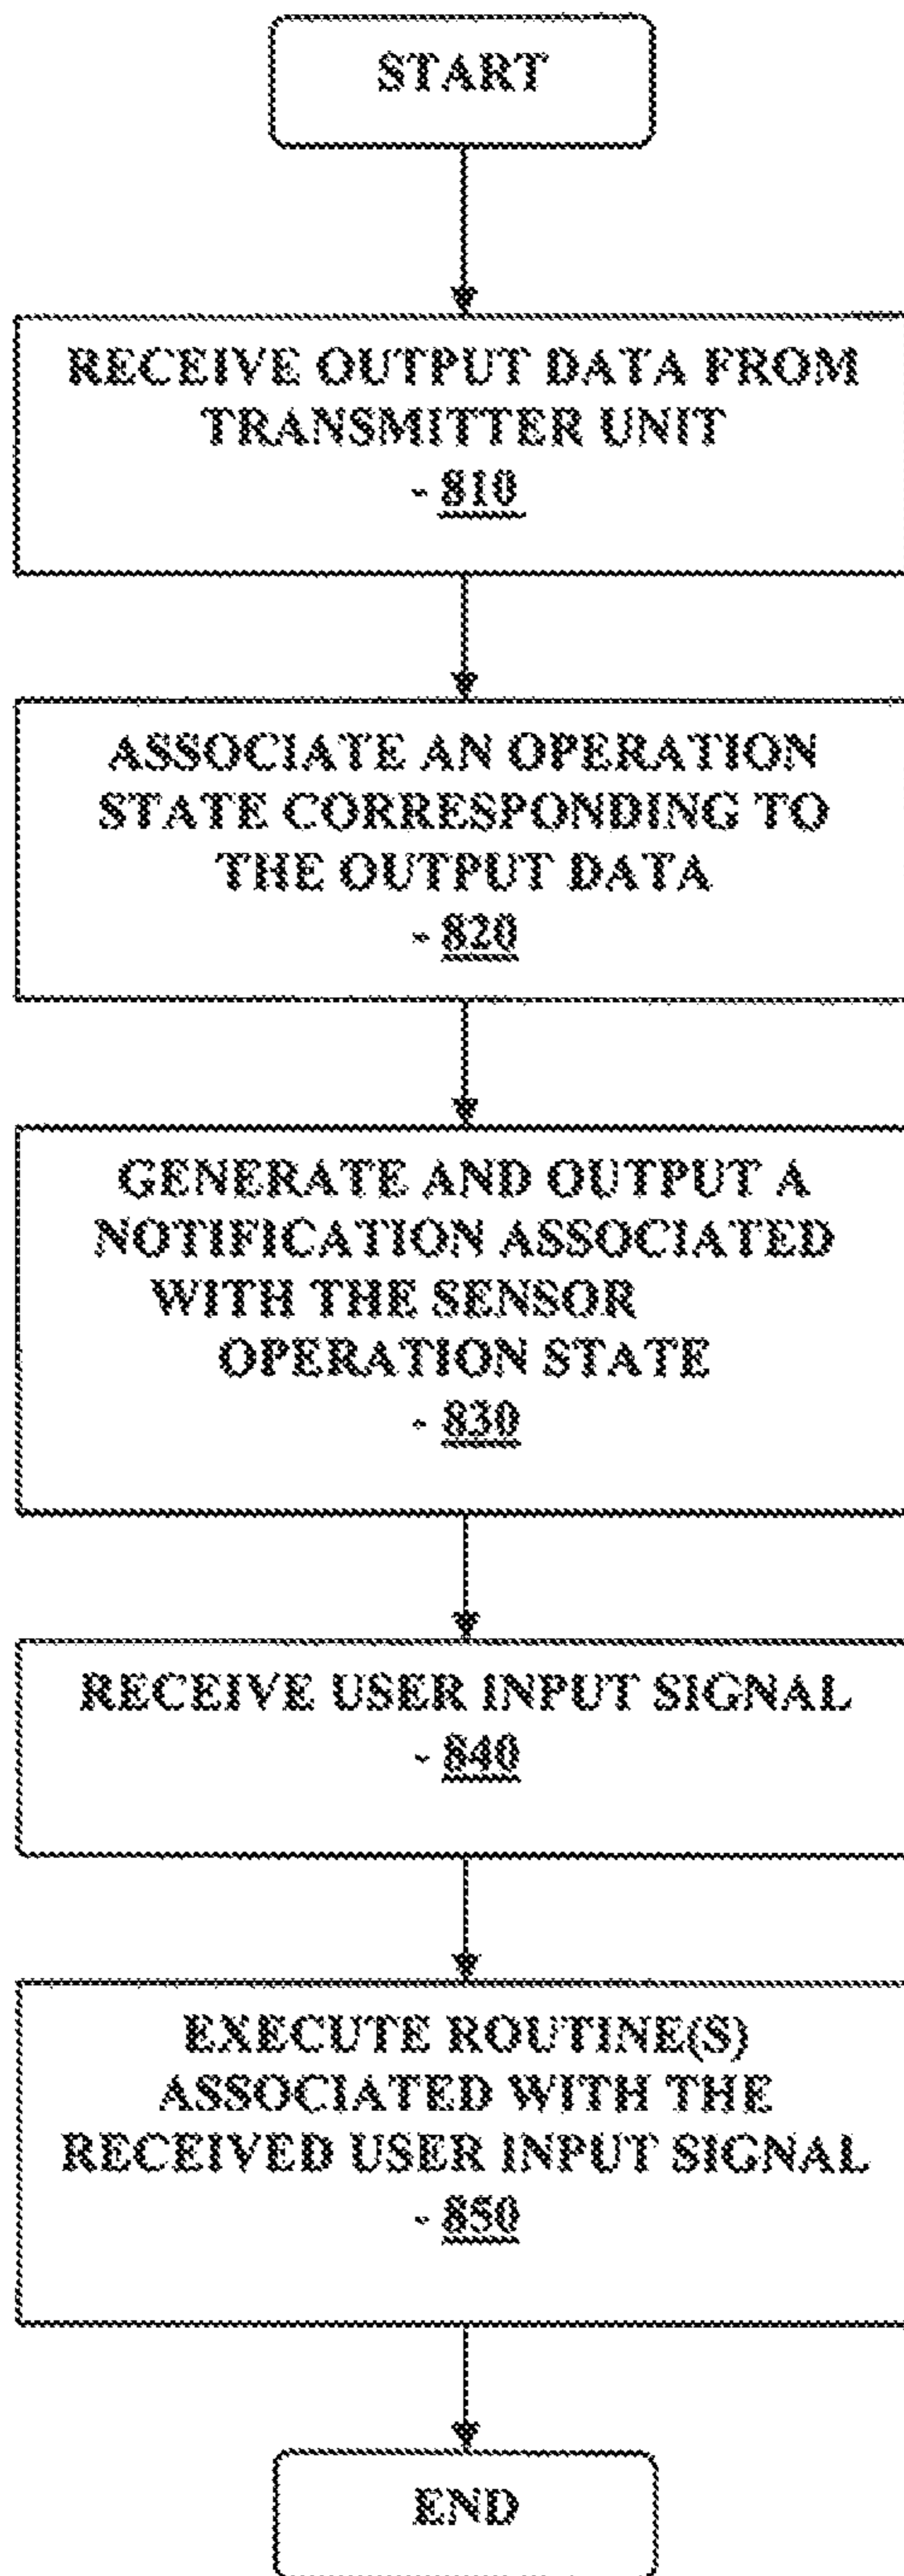 START
RECEIVE OUTPUT DATA FROM
TRANSMITTER UNIT
- 810
ASSOCIATE AN OPERATION
STATE CORRESPONDING TO
THE OUTPUT DATA
- 820
GENERATE AND OUTPUT A
NOTIFICATION ASSOCIATED
WITH THE SENSOR
OPERATION STATE
- 830
RECEIVE USER INPUT SIGNAL
- 840
EXECUTE ROUTINE(S)
ASSOCIATED WITH THE
RECEIVED USER INPUT SIGNAL
- 850
END